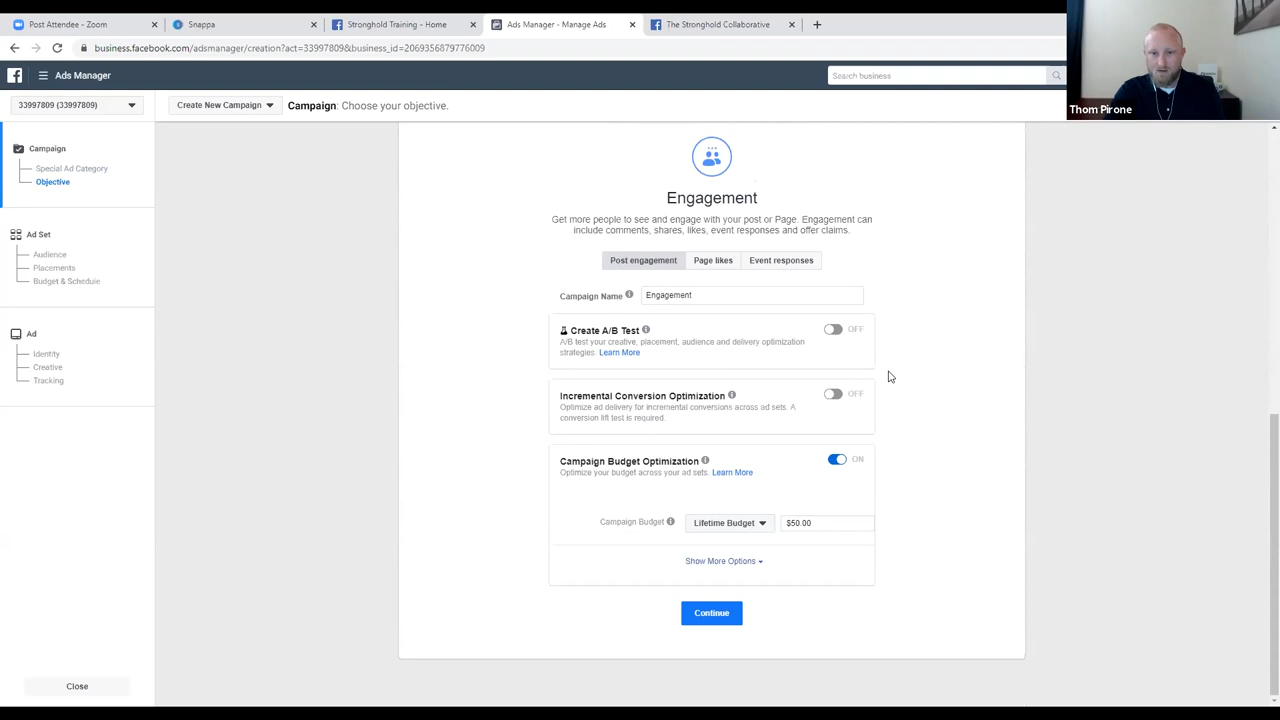 Post Attendee - Zoom
Snappa
Stronghold Training - Home
Ads Manager - Manage Ads
The Stronghold Collaborative
business.facebook.com/adsmanager/creation?act=33997809&business_id=2069356879776009
Ads Manager
Search business
Thom Pirone
33997809 (33997809)
Create New Campaign
Campaign: Choose your objective.
Campaign
Special Ad Category
Objective
Ad Set
Audience
Placements
Budget & Schedule
Ad
Identity
Creative
Tracking
Close
Engagement
Get more people to see and engage with your post or Page. Engagement can
include comments, shares, likes, event responses and offer claims.
Post engagement
Page likes
Event responses
Campaign Name
Engagement
Create A/B Test
OFF
A/B test your creative, placement, audience and delivery optimization
strategies. Learn More
Incremental Conversion Optimization
OFF
Optimize ad delivery for incremental conversions across ad sets. A
conversion lift test is required.
Campaign Budget Optimization
ON
Optimize your budget across your ad sets. Learn More
Campaign Budget
Lifetime Budget
$50.00
Show More Options
Continue